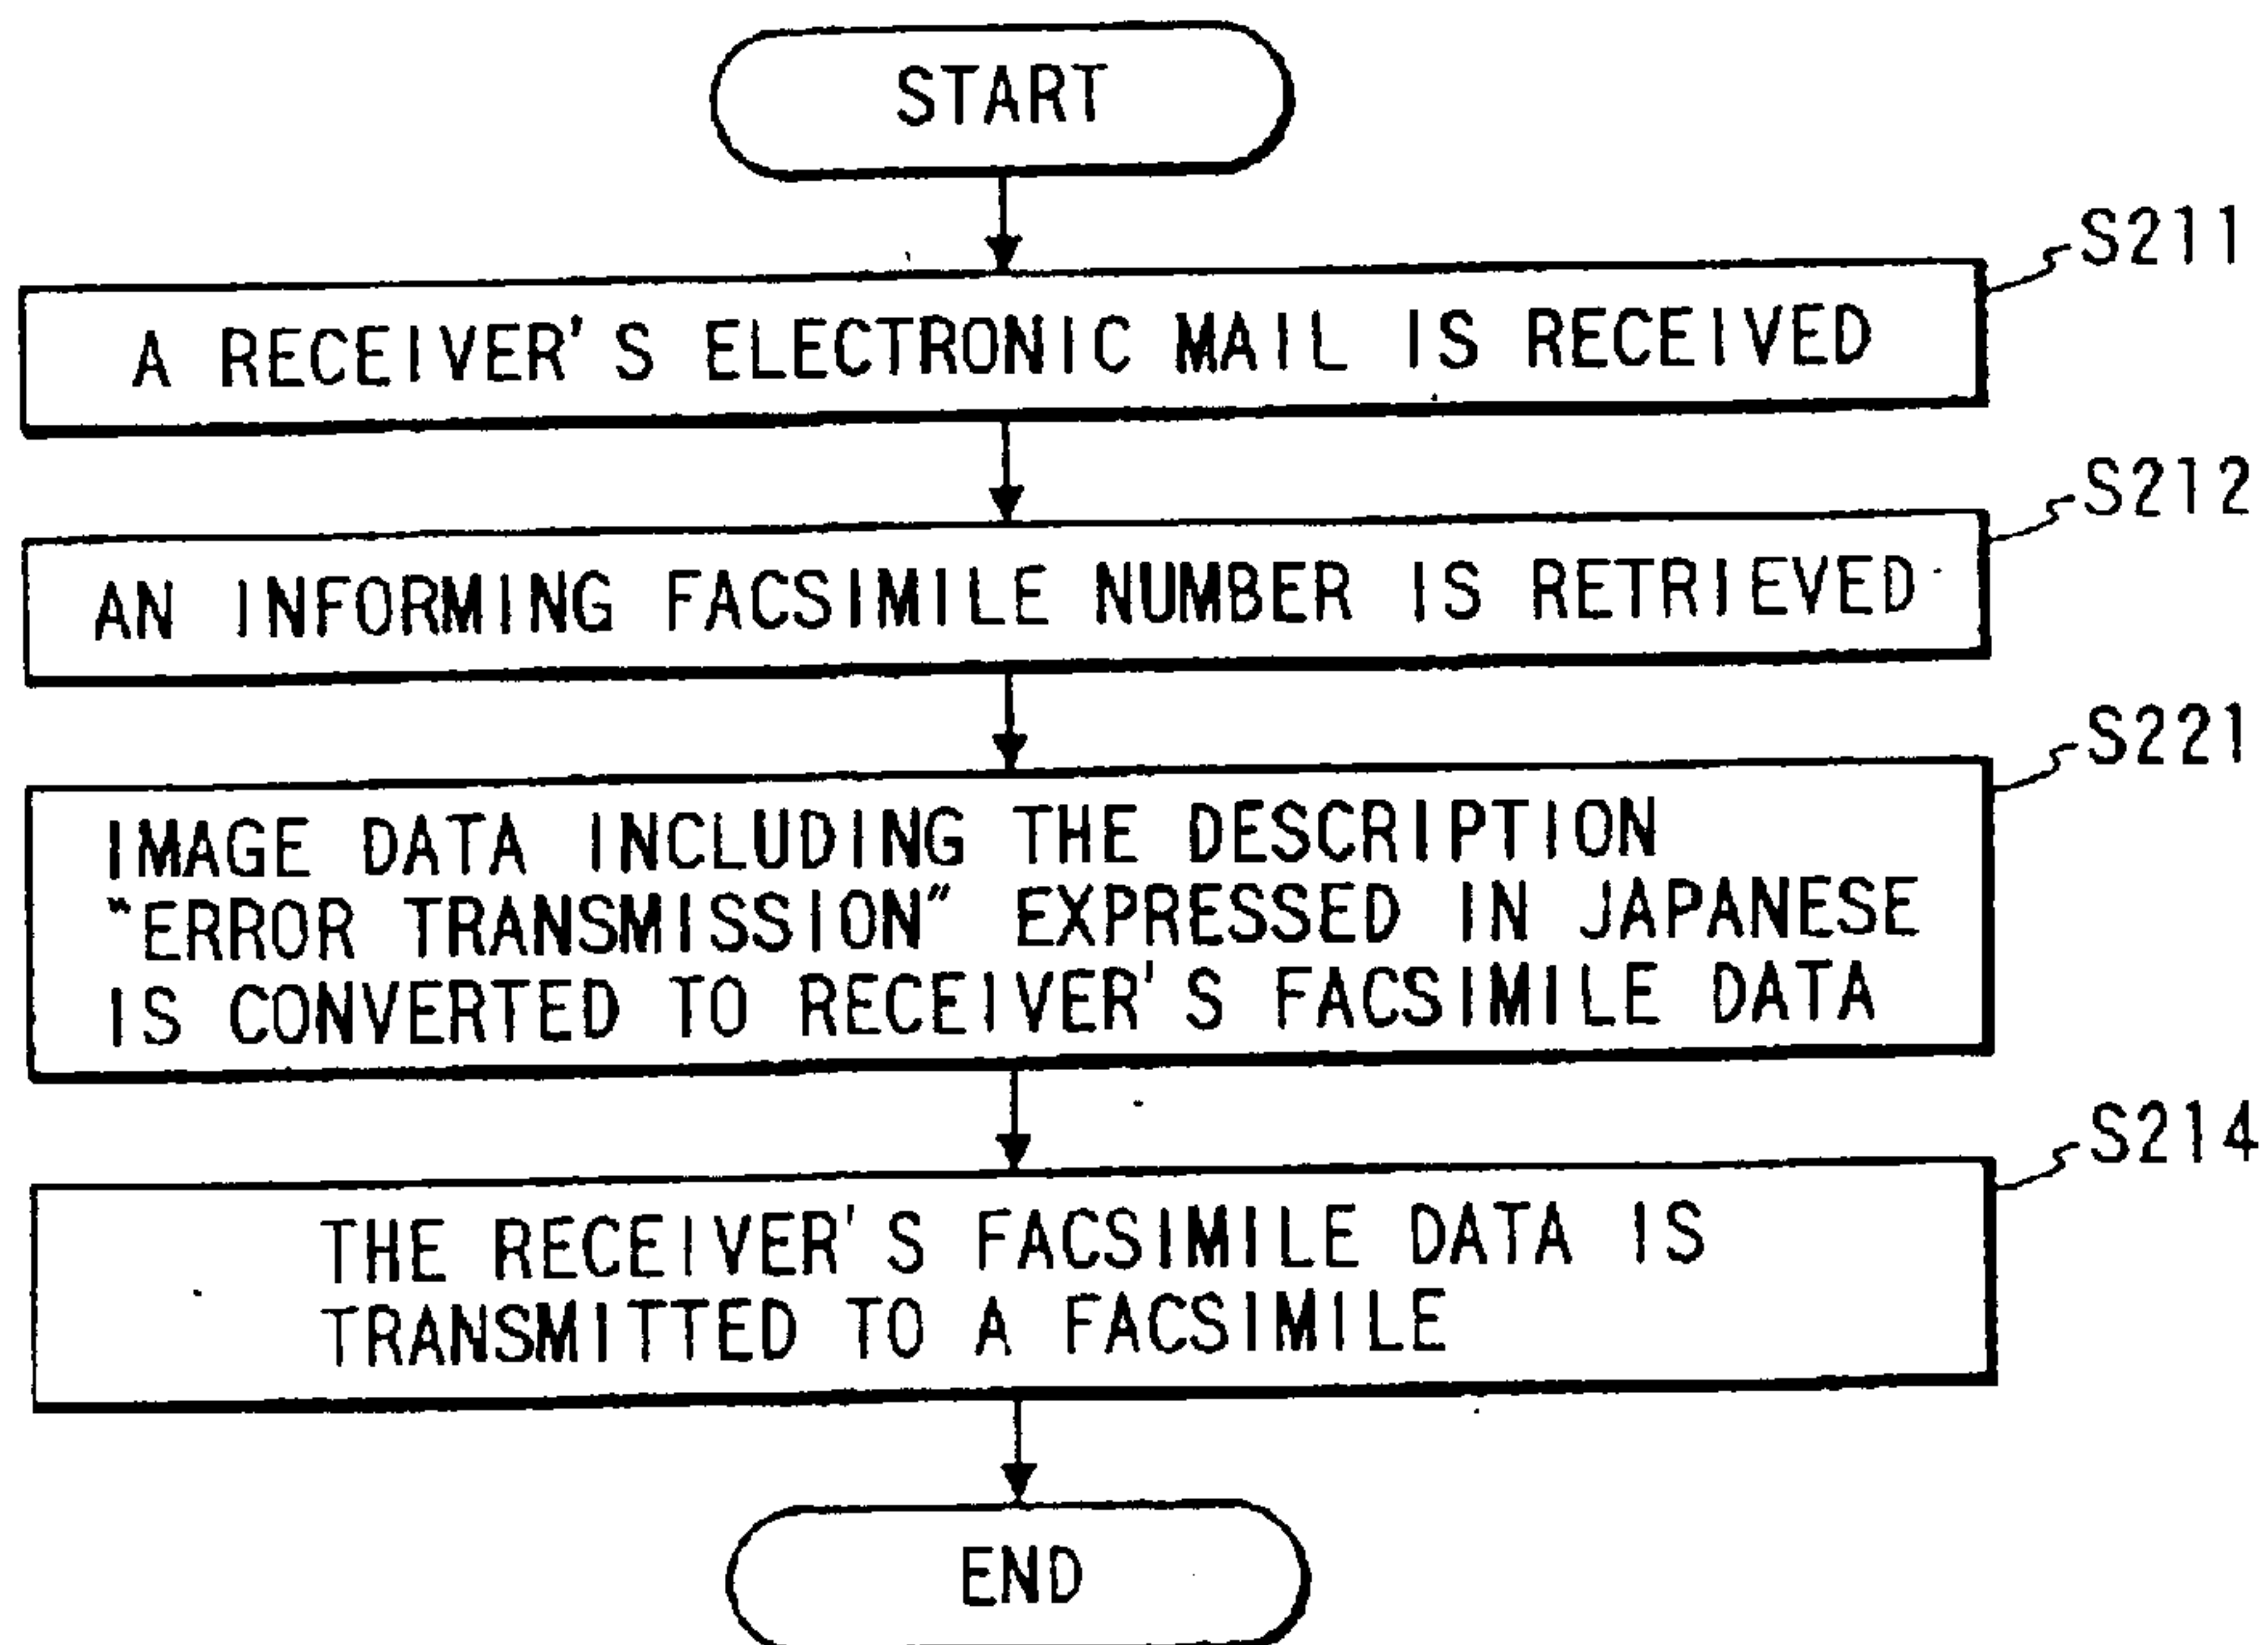 START
S211
A RECEIVER'S ELECTRONIC MAIL IS RECEIVED
S212
AN INFORMING FACSIMILE NUMBER IS RETRIEVED
S221
IMAGE DATA INCLUDING THE DESCRIPTION
"ERROR TRANSMISSION" EXPRESSED IN JAPANESE
IS CONVERTED TO RECEIVER'S FACSIMILE DATA
S214
THE RECEIVER'S FACSIMILE DATA IS
TRANSMITTED TO A FACSIMILE
END